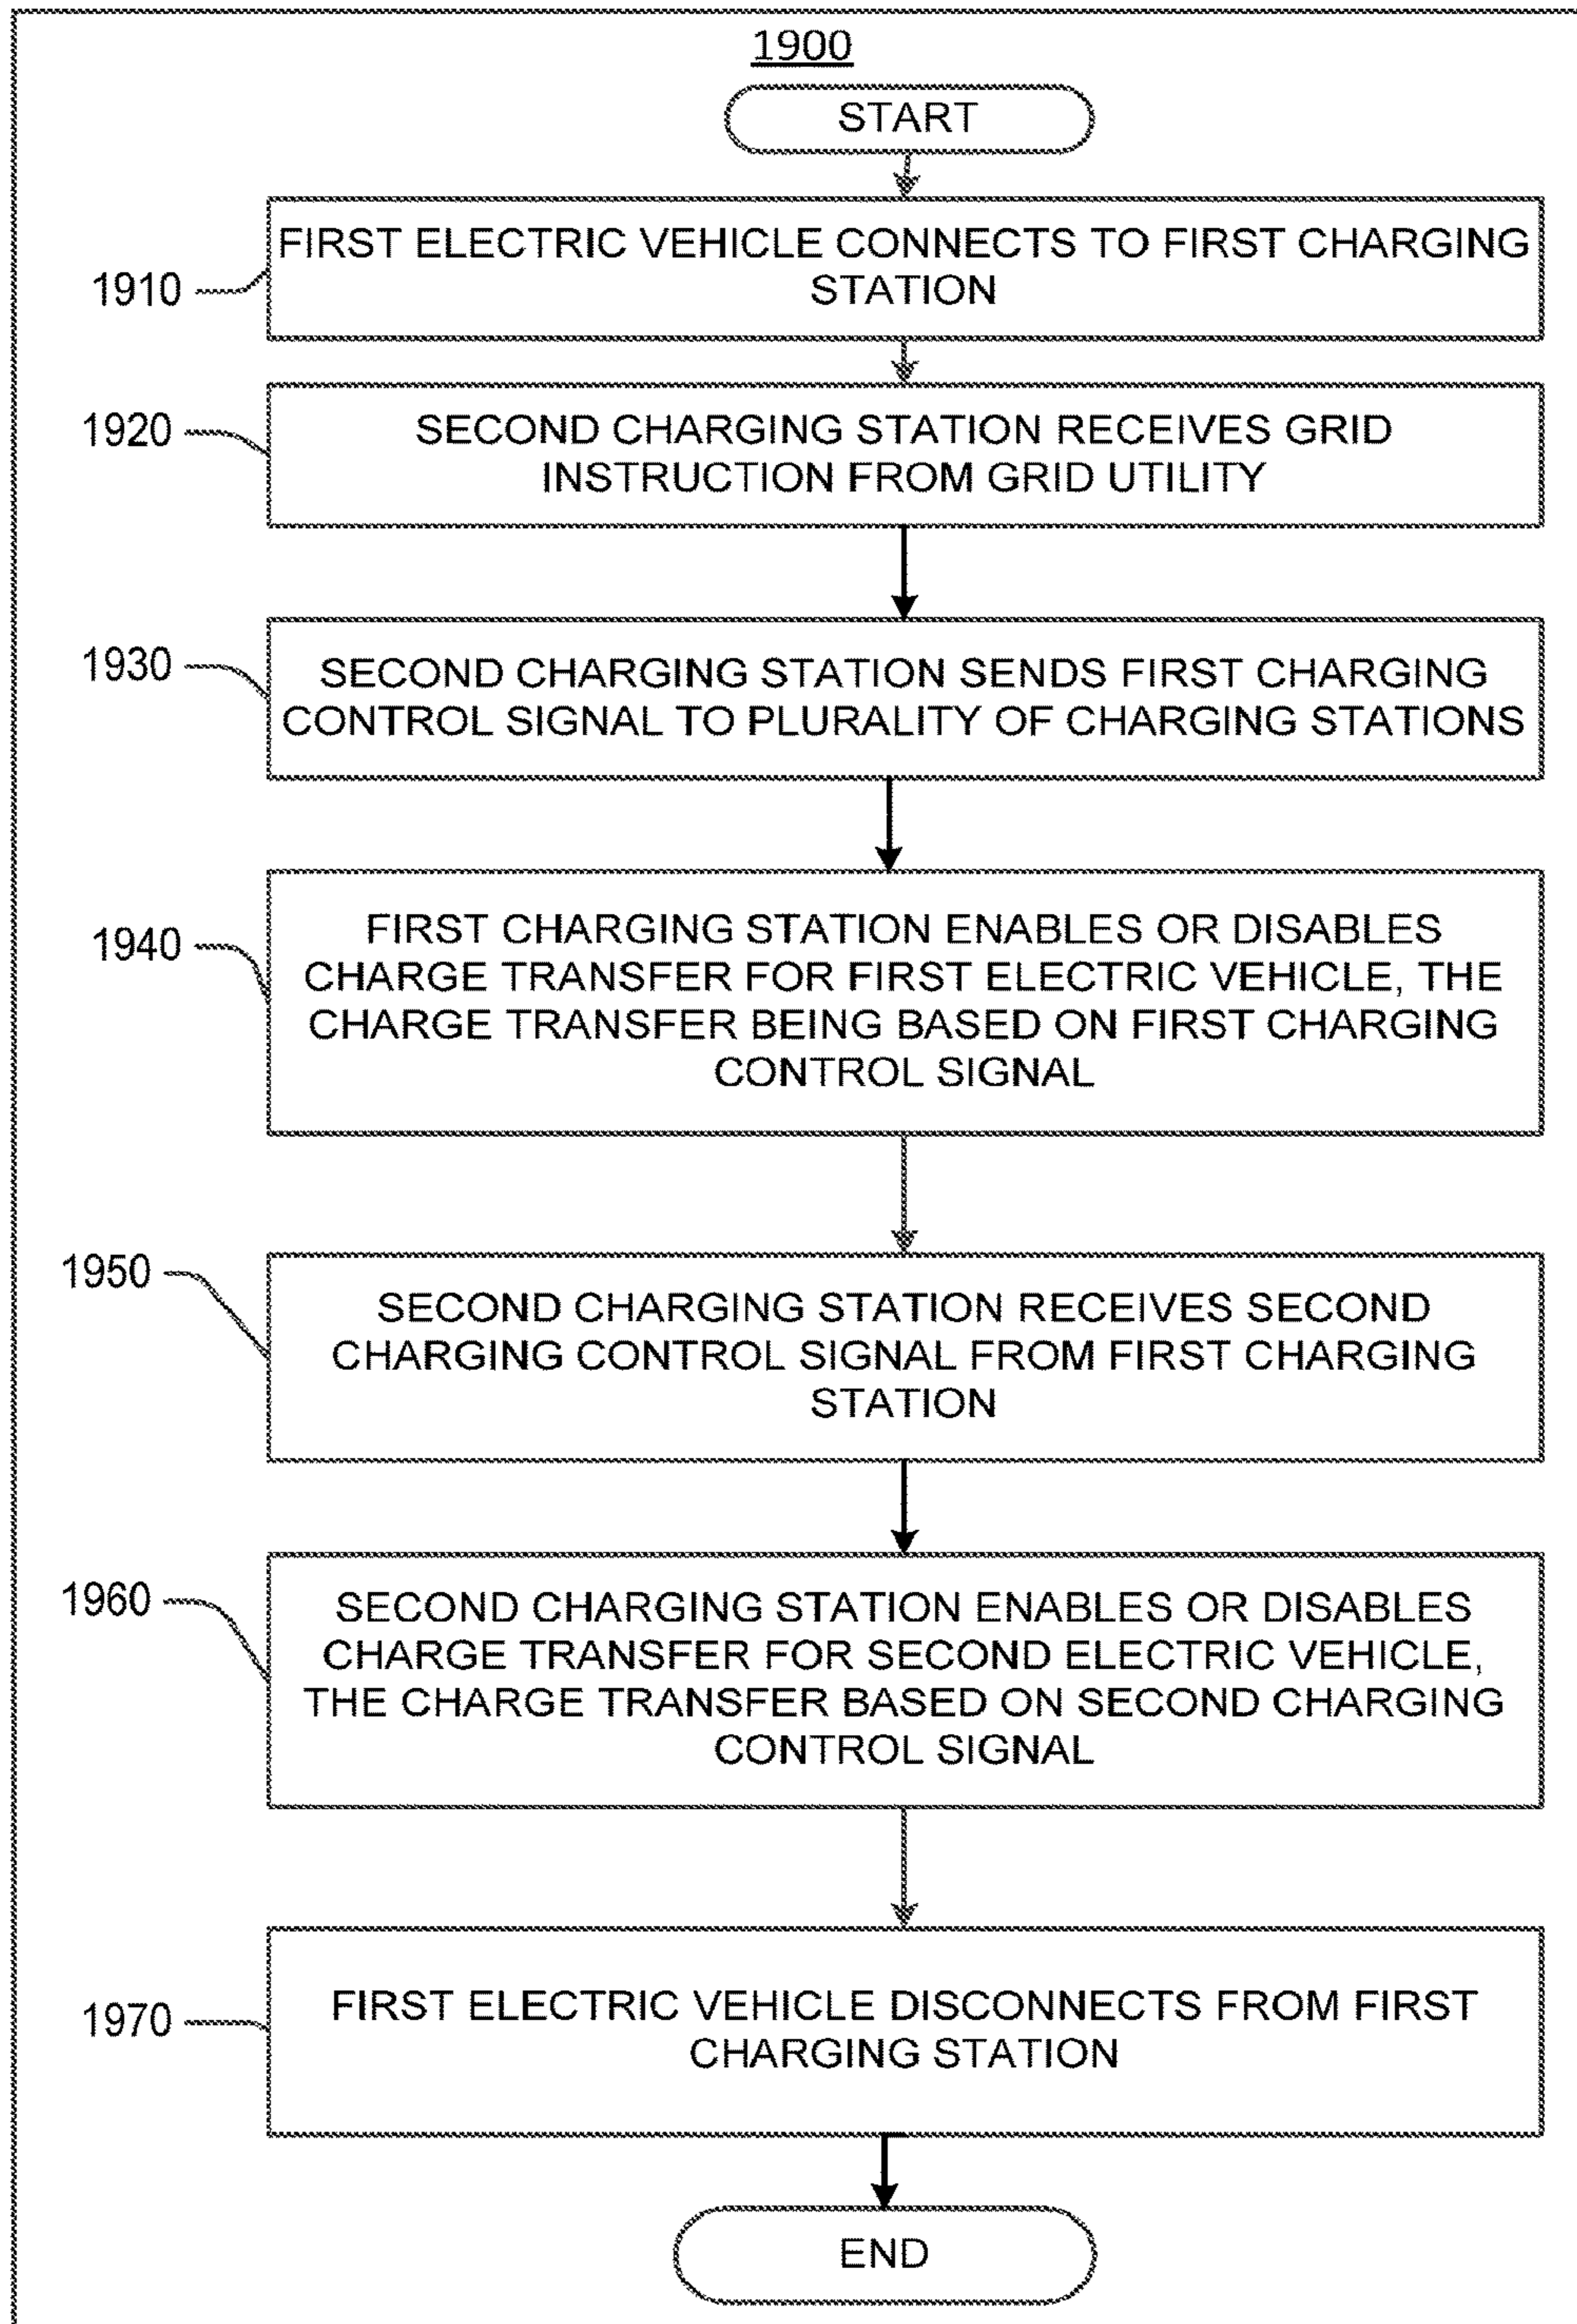 1900
START
FIRST ELECTRIC VEHICLE CONNECTS TO FIRST CHARGING
STATION
1910
1920
SECOND CHARGING STATION RECEIVES GRID
INSTRUCTION FROM GRID UTILITY
1930
SECOND CHARGING STATION SENDS FIRST CHARGING
CONTROL SIGNAL TO PLURALITY OF CHARGING STATIONS
1940
FIRST CHARGING STATION ENABLES OR DISABLES
CHARGE TRANSFER FOR FIRST ELECTRIC VEHICLE, THE
CHARGE TRANSFER BEING BASED ON FIRST CHARGING
CONTROL SIGNAL
1950
SECOND CHARGING STATION RECEIVES SECOND
CHARGING CONTROL SIGNAL FROM FIRST CHARGING
STATION
1960
SECOND CHARGING STATION ENABLES OR DISABLES
CHARGE TRANSFER FOR SECOND ELECTRIC VEHICLE,
THE CHARGE TRANSFER BASED ON SECOND CHARGING
CONTROL SIGNAL
1970
FIRST ELECTRIC VEHICLE DISCONNECTS FROM FIRST
CHARGING STATION
END